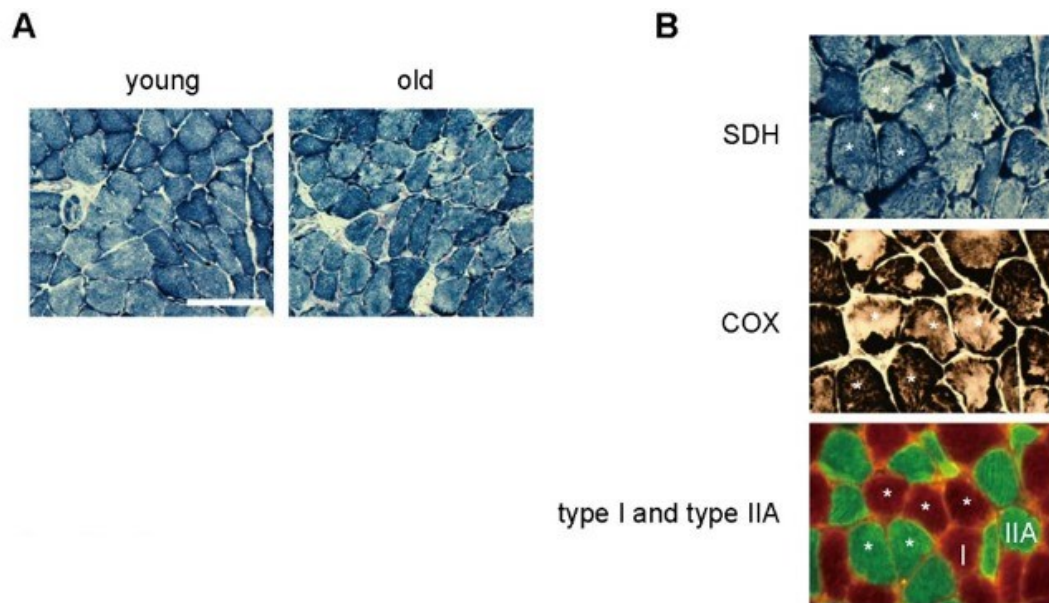 A
B
young
old
SDH
COX
type I and type IIA
* * *
* *
* * *
* *
* * *
* *
I
IIA